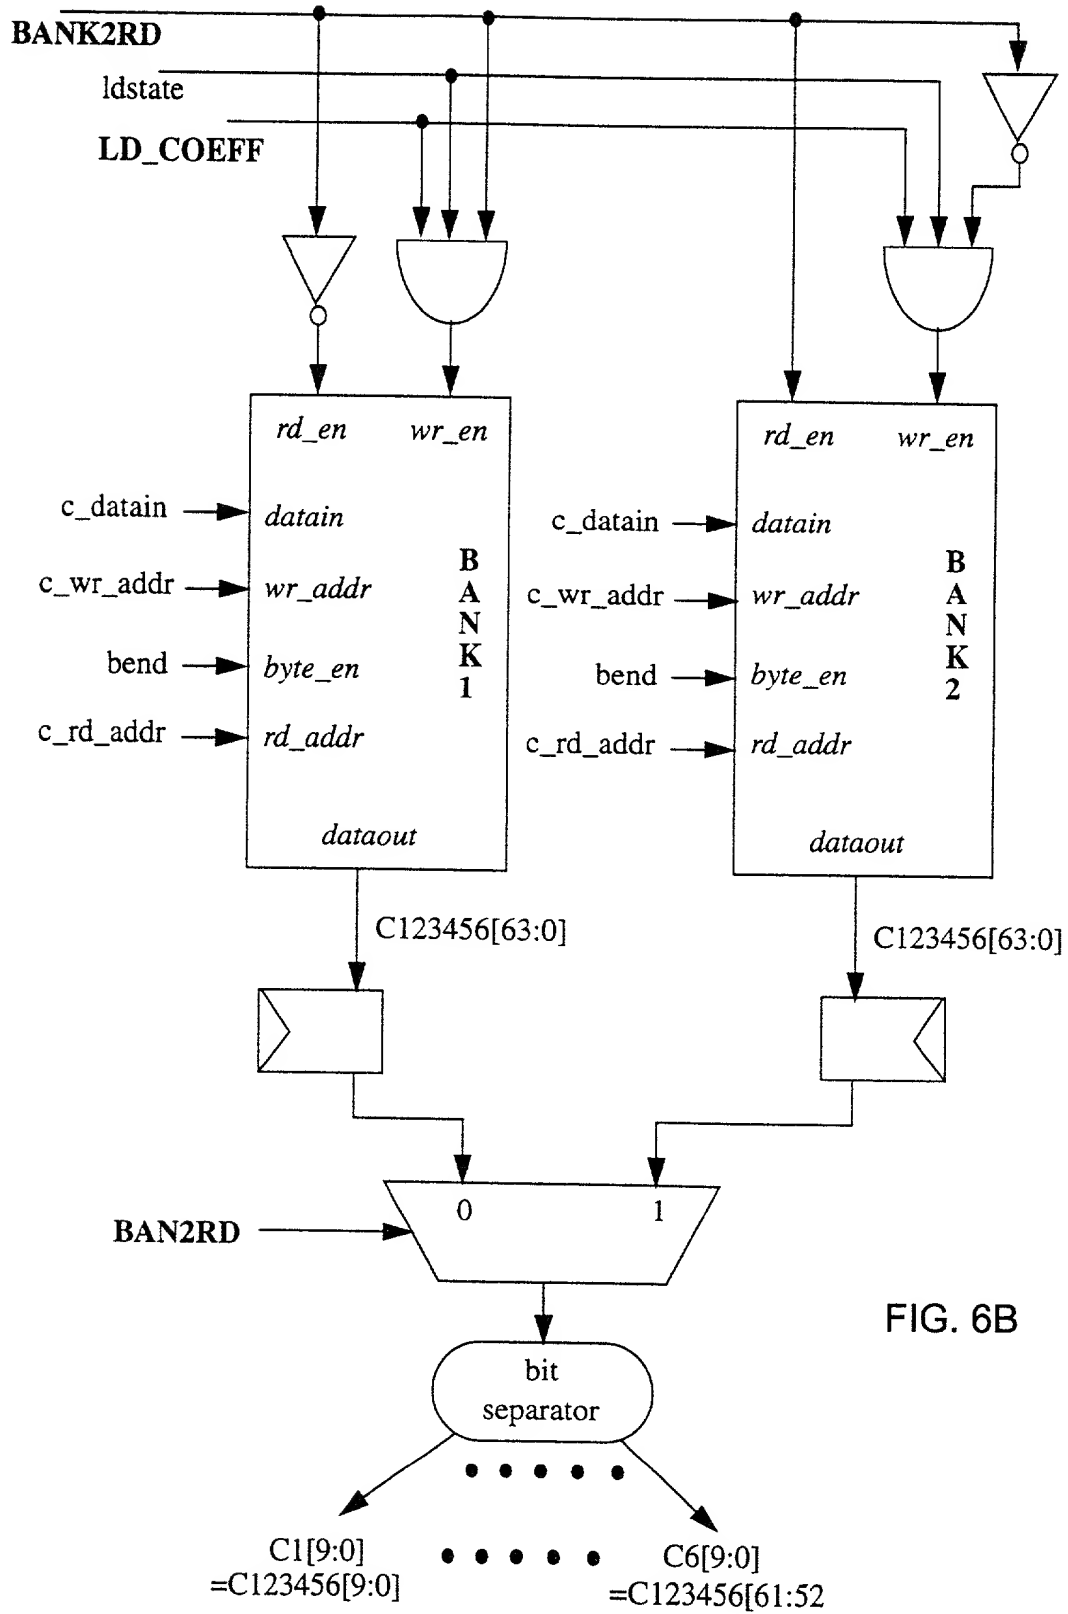 BANK2RD
ldstate
LD_COEFF
rd_en wr_en
rd_en wr_en
c_datain datain
c_datain datain
c_wr_addr wr_addr
c_wr_addr wr_addr
bend byte_en
bend byte_en
c_rd_addr rd_addr
c_rd_addr rd_addr
B
A
N
K
1
B
A
N
K
2
dataout
dataout
C123456[63:0]
C123456[63:0]
0 1
BAN2RD
FIG. 6B
bit
separator
C1[9:0]
=C123456[9:0]
C6[9:0]
=C123456[61:52